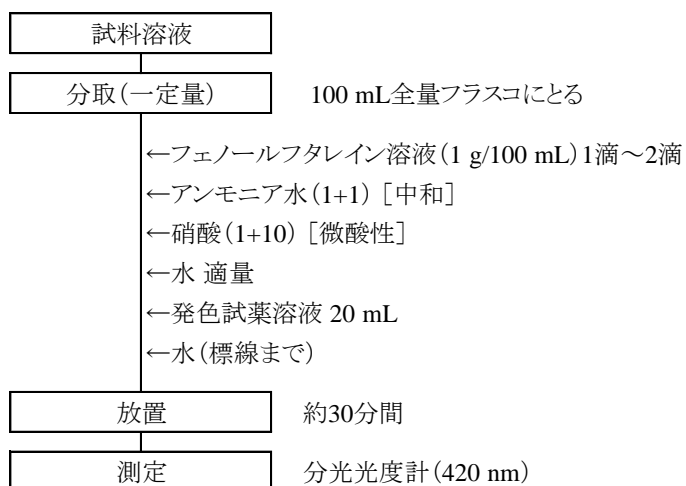 試料溶液
分取(一定量) 100 mL全量フラスコにとる
←フェノールフタレイン溶液(1 g/100 mL)1滴～2滴
←アンモニア水(1+1)[中和]
←硝酸(1+10)[微酸性]
←水 適量
←発色試薬溶液 20 mL
←水(標線まで)
放置 約30分間
測定 分光光度計(420 nm)